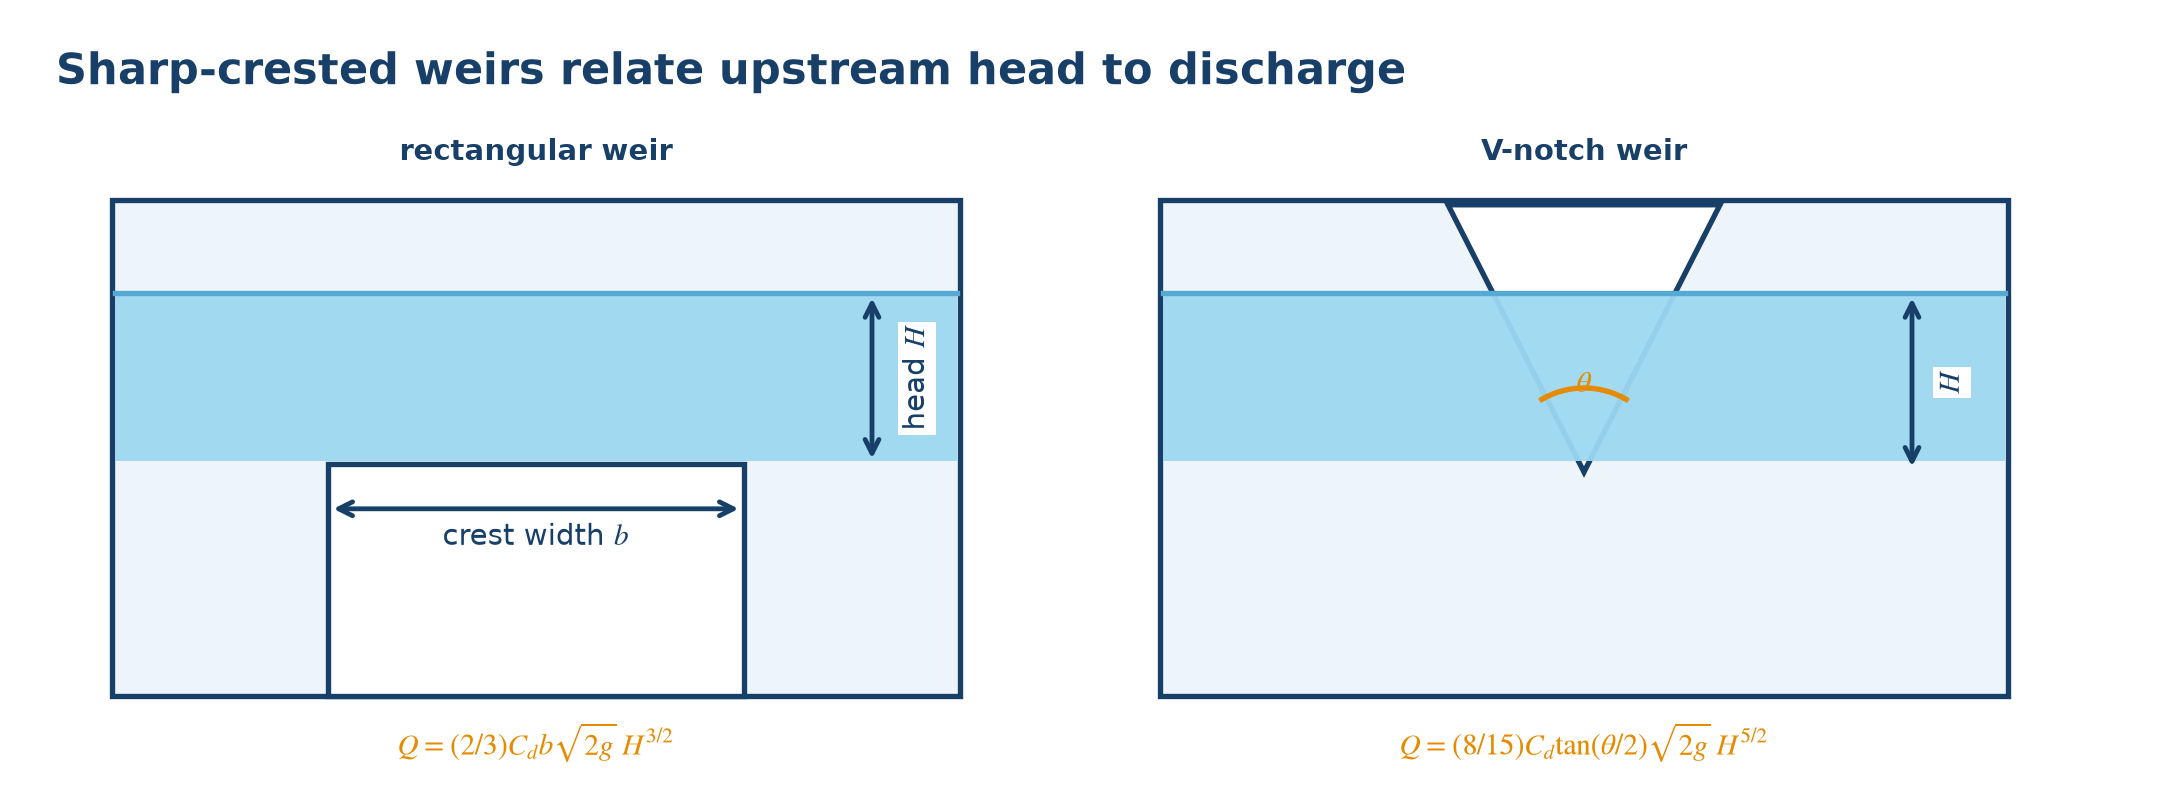 Sharp-crested weirs relate upstream head to discharge
rectangular weir
V-notch weir
head H
crest width b
θ
H
Q = (2/3)C_d b√2g H^{3/2}
Q = (8/15)C_d tan(θ/2)√2g H^{5/2}